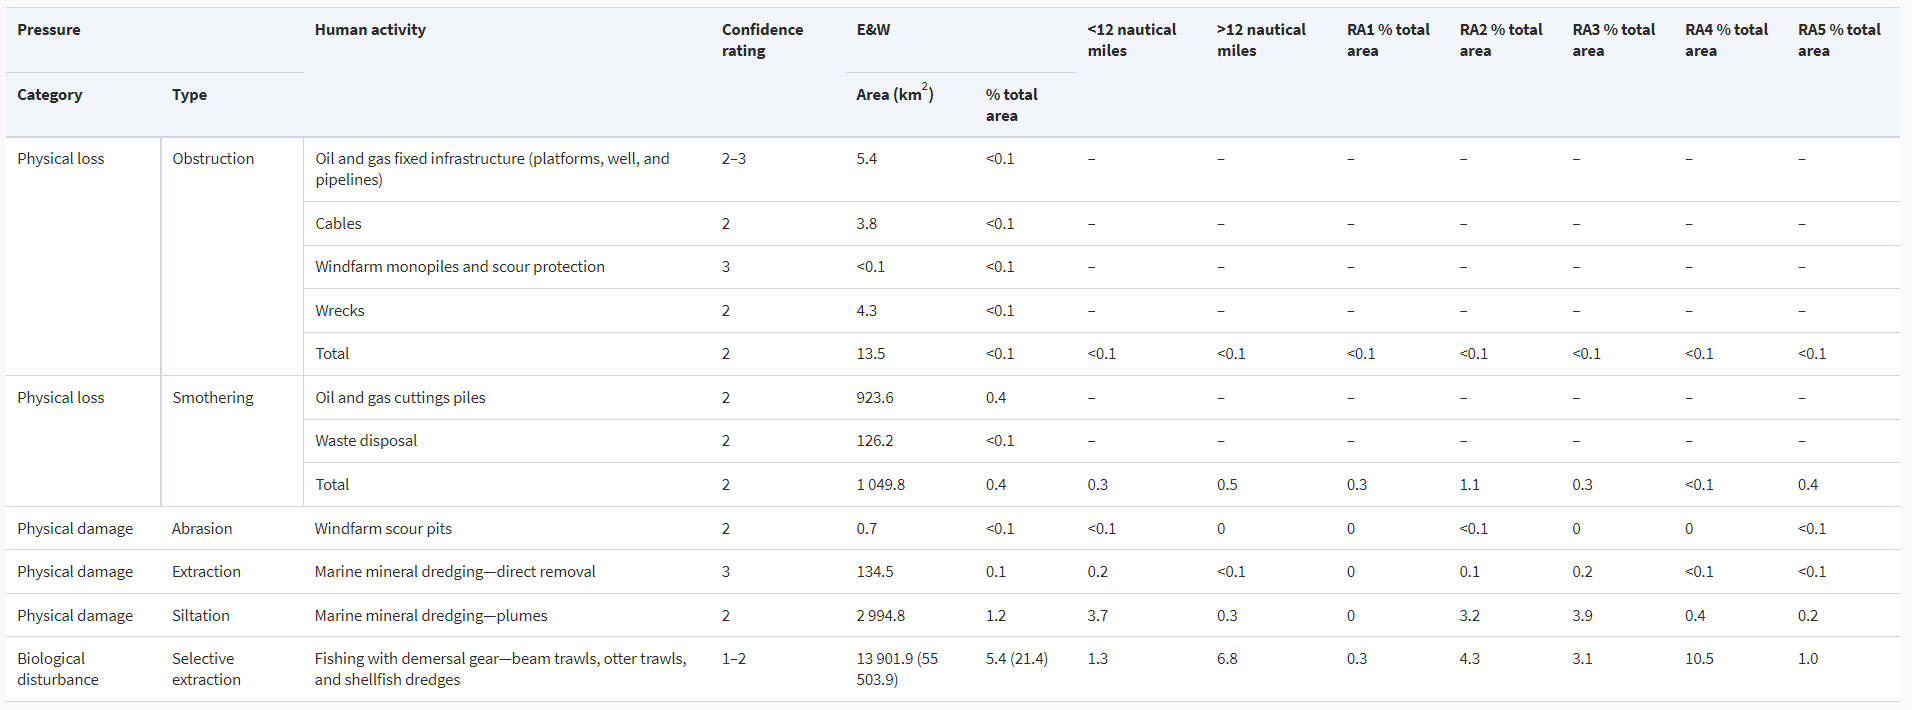 Pressure Human activity Confidence rating E&W <12 nautical miles >12 nautical miles RA1 % total area RA2 % total area RA3 % total area RA4 % total area RA5 % total area
Category Type Area (km2) % total area
Physical loss Obstruction Oil and gas fixed infrastructure (platforms, well, and pipelines) 2–3 5.4 <0.1 – – – – – – –
Cables 2 3.8 <0.1 – – – – – – –
Windfarm monopiles and scour protection 3 <0.1 <0.1 – – – – – – –
Wrecks 2 4.3 <0.1 – – – – – – –
Total 2 13.5 <0.1 <0.1 <0.1 <0.1 <0.1 <0.1 <0.1 <0.1
Physical loss Smothering Oil and gas cuttings piles 2 923.6 0.4 – – – – – – –
Waste disposal 2 126.2 <0.1 – – – – – – –
Total 2 1 049.8 0.4 0.3 0.5 0.3 1.1 0.3 <0.1 0.4
Physical damage Abrasion Windfarm scour pits 2 0.7 <0.1 <0.1 0 0 <0.1 0 0 <0.1
Physical damage Extraction Marine mineral dredging—direct removal 3 134.5 0.1 0.2 <0.1 0 0.1 0.2 <0.1 <0.1
Physical damage Siltation Marine mineral dredging—plumes 2 2 994.8 1.2 3.7 0.3 0 3.2 3.9 0.4 0.2
Biological disturbance Selective extraction Fishing with demersal gear—beam trawls, otter trawls, and shellfish dredges 1–2 13 901.9 (55 503.9) 5.4 (21.4) 1.3 6.8 0.3 4.3 3.1 10.5 1.0